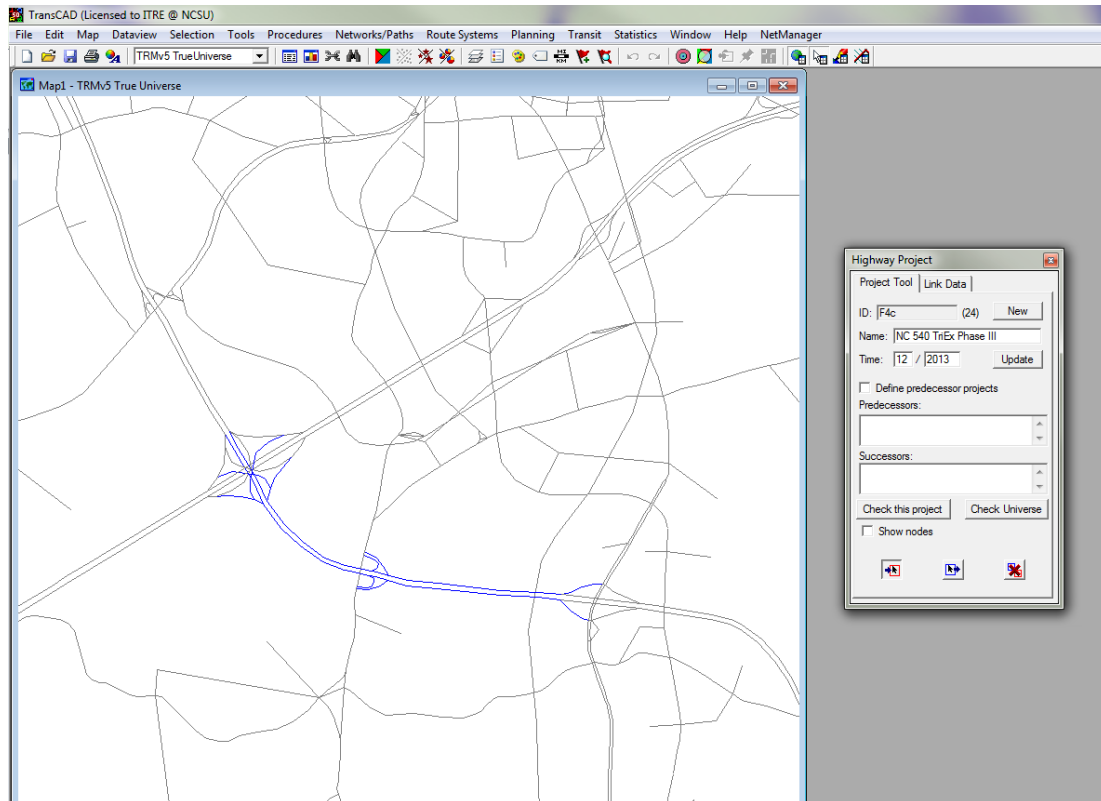 TransCAD (Licensed to ITRE @ NCSU)
File Edit Map Dataview Selection Tools Procedures Networks/Paths Route Systems Planning Transit Statistics Window Help NetManager
TRMv5 TrueUniverse
Map1 - TRMv5 True Universe
Highway Project
Project Tool Link Data
ID: F4c (24) New
Name: NC 540 TriEx Phase III
Time: 12 / 2013 Update
Define predecessor projects
Predecessors:
Successors:
Check this project Check Universe
Show nodes